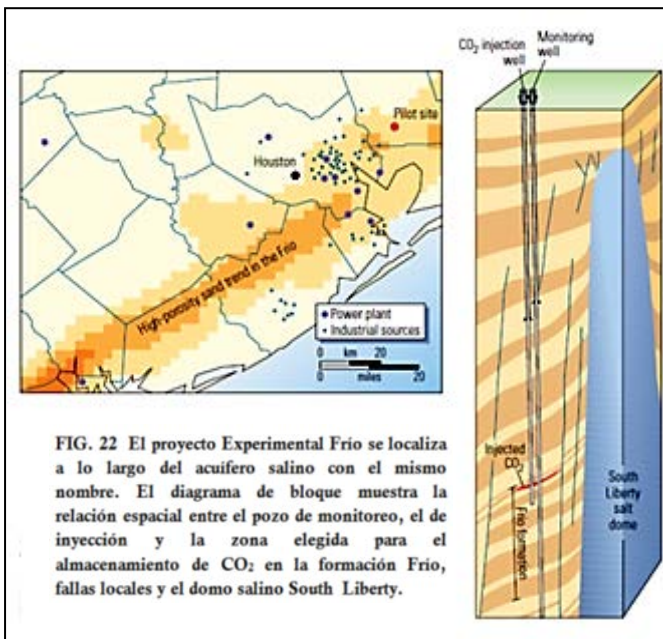 CO₂ injection
well
Monitoring
well
Pilot site
Houston
High-porosity sand trend in the Frio
Power plant
Industrial sources
0 km 20
0 miles 20
Injected
CO₂
Frio formation
South
Liberty
salt
dome
FIG. 22 El proyecto Experimental Frío se localiza
a lo largo del acuífero salino con el mismo
nombre. El diagrama de bloque muestra la
relación espacial entre el pozo de monitoreo, el de
inyección y la zona elegida para el
almacenamiento de CO₂ en la formación Frío,
fallas locales y el domo salino South Liberty.